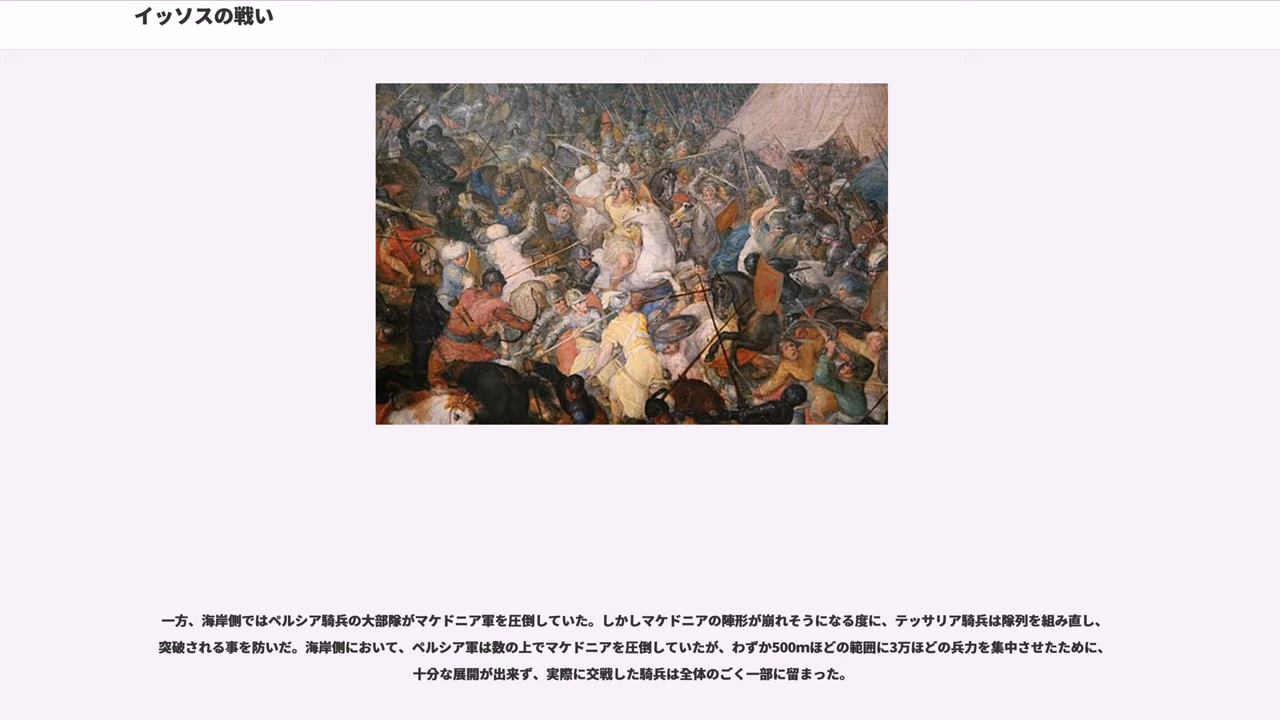 イッソスの戦い
一方、海岸側ではペルシア騎兵の大部隊がマケドニア軍を圧倒していた。しかしマケドニアの陣形が崩れそうになる度に、テッサリア騎兵は隊列を組み直し、
突破される事を防いだ。海岸側において、ペルシア軍は数の上でマケドニアを圧倒していたが、わずか500mほどの範囲に3万ほどの兵力を集中させたために、
十分な展開が出来ず、実際に交戦した騎兵は全体のごく一部に留まった。